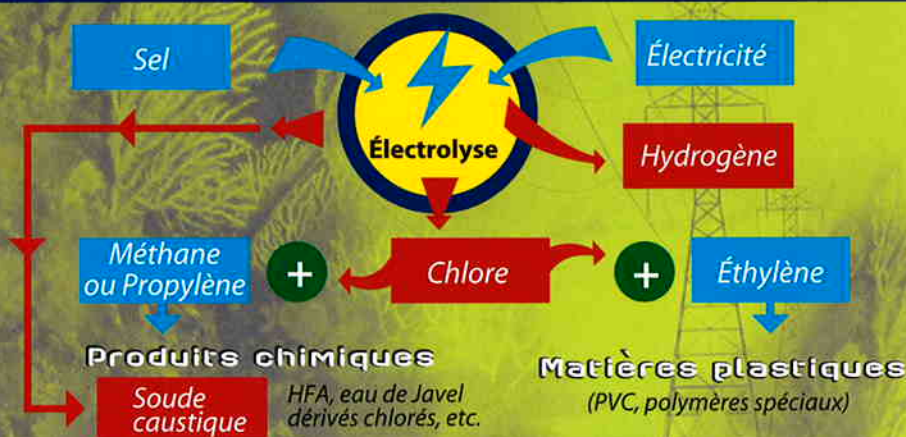 Sel
Électricité
Électrolyse
Hydrogène
Méthane
ou Propylène
+
Chlore
+
Éthylène
Produits chimiques
Matières plastiques
Soude
caustique
HFA, eau de Javel
dérivés chlorés, etc.
(PVC, polymères spéciaux)